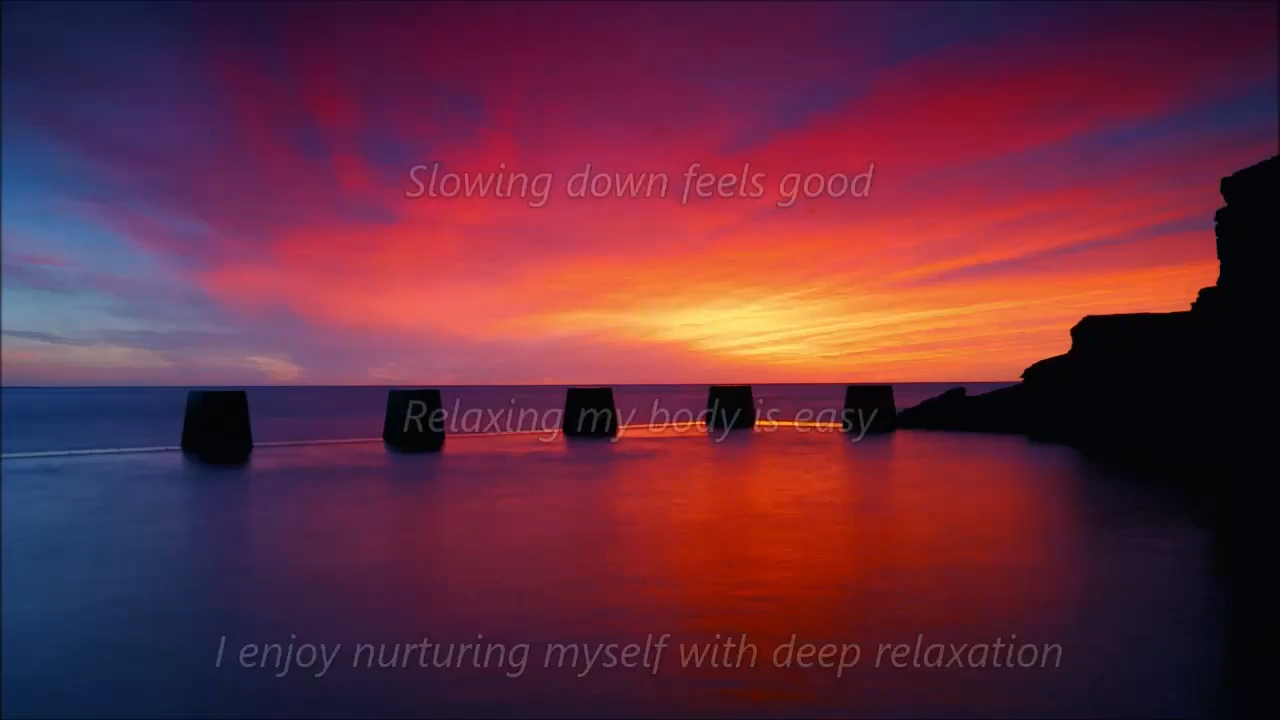 Slowing down feels good
Relaxing my body is easy
I enjoy nurturing myself with deep relaxation